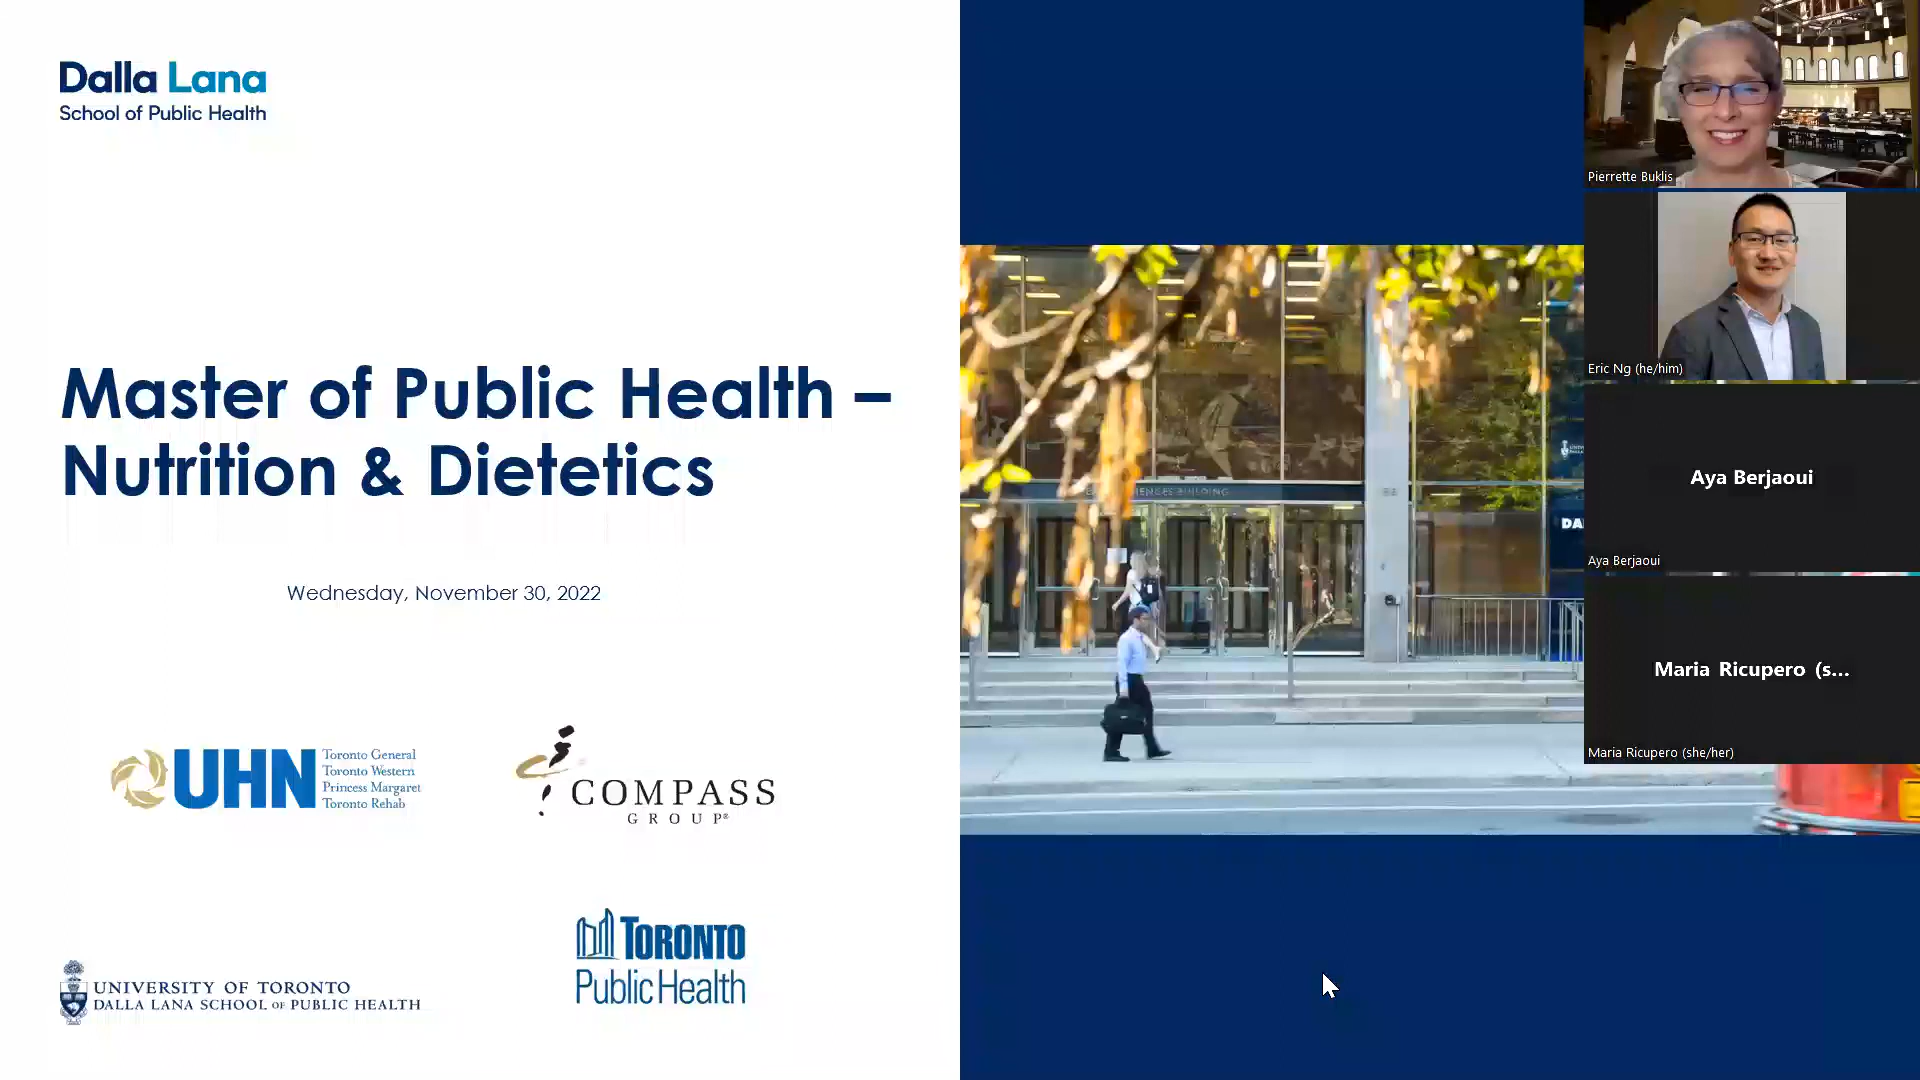 Dalla Lana
School of Public Health
Master of Public Health –
Nutrition & Dietetics
Wednesday, November 30, 2022
UHN
Toronto General
Toronto Western
Princess Margaret
Toronto Rehab
COMPASS
GROUP®
TORONTO
Public Health
UNIVERSITY OF TORONTO
DALLA LANA SCHOOL OF PUBLIC HEALTH
BUILDING
DA
Pierrette Buklis
Eric Ng (he/him)
Aya Berjaoui
Aya Berjaoui
Maria Ricupero (s...
Maria Ricupero (she/her)